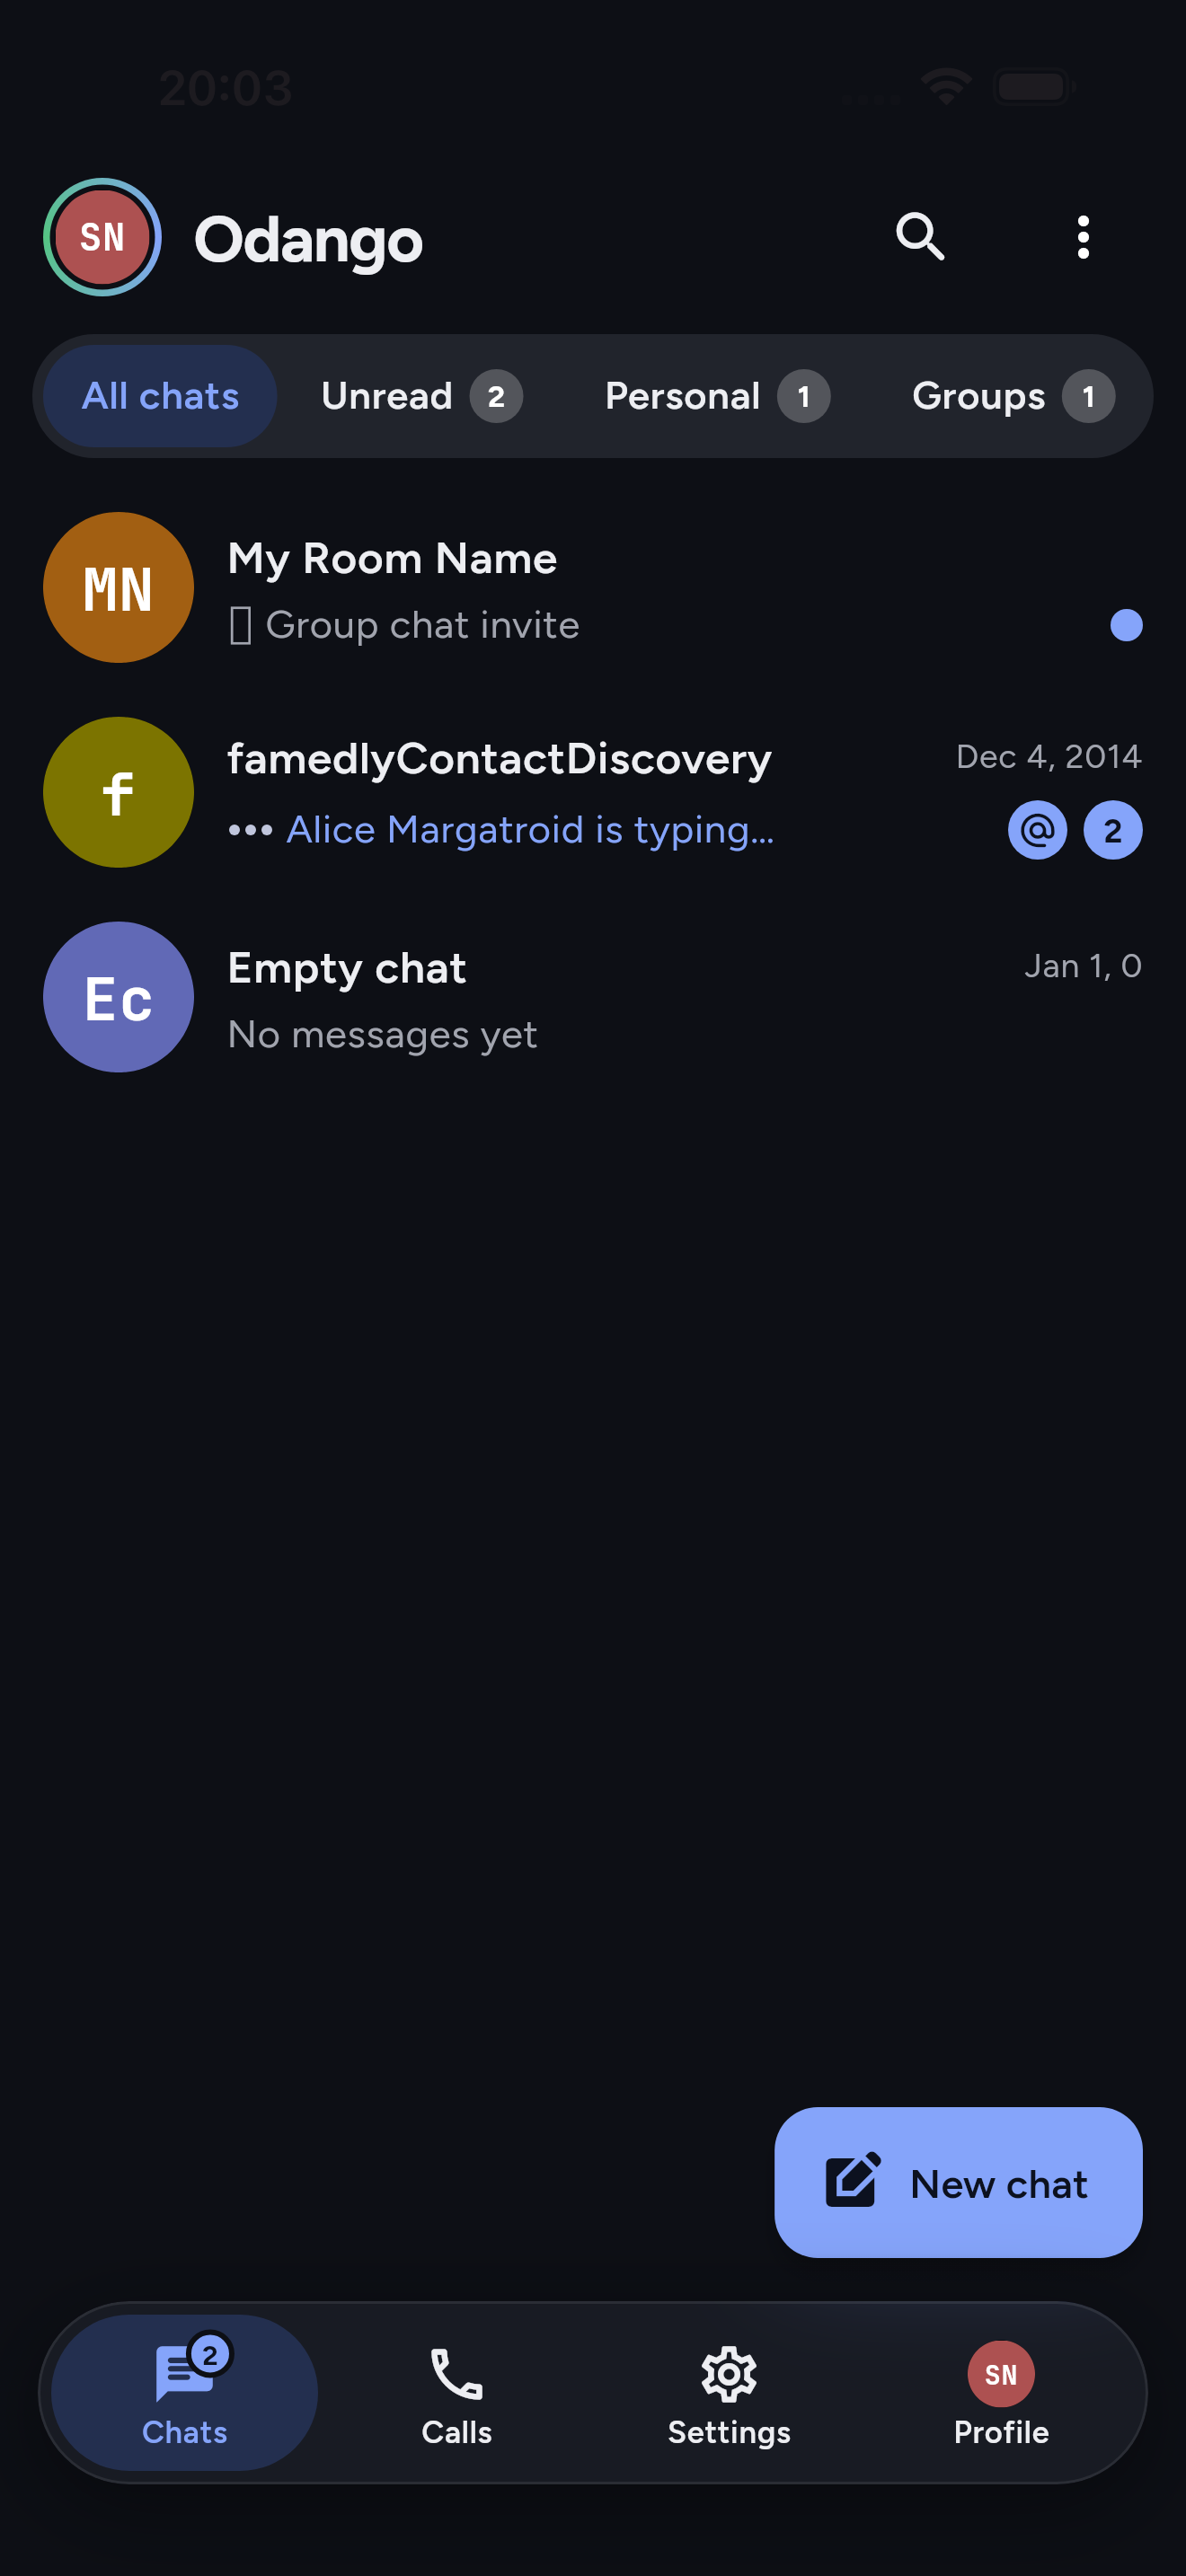 20:03
SN
Odango
All chats
Unread 2
Personal 1
Groups 1
MN
My Room Name
Group chat invite
f
famedlyContactDiscovery
Dec 4, 2014
••• Alice Margatroid is typing...
@ 2
Ec
Empty chat
Jan 1, 0
No messages yet
New chat
2
Chats
Calls
Settings
SN
Profile